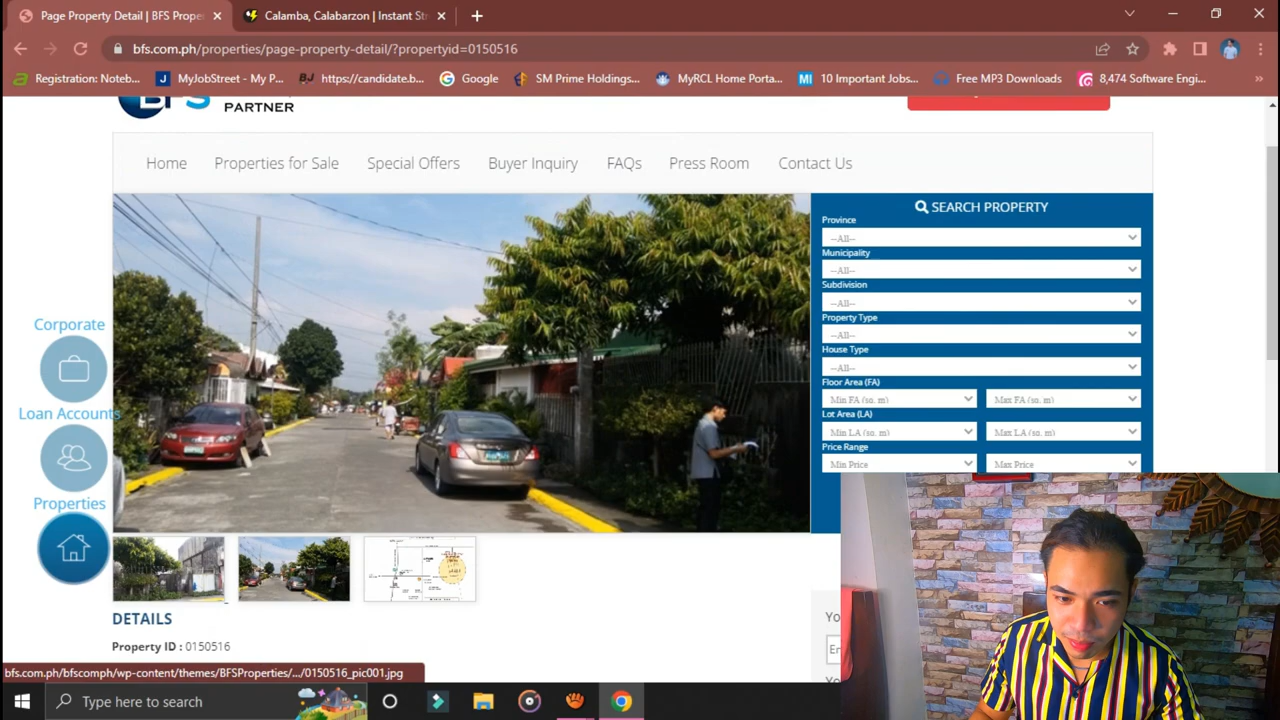 Page Property Detail | BFS Prope
Calamba, Calabarzon | Instant Str
bfs.com.ph/properties/page-property-detail/?propertyid=0150516
Registration: Noteb...
MyJobStreet - My P...
https://candidate.b...
Google
SM Prime Holdings...
MyRCL Home Porta...
10 Important Jobs...
Free MP3 Downloads
8,474 Software Engi...
BFS
PARTNER
Home
Properties for Sale
Special Offers
Buyer Inquiry
FAQs
Press Room
Contact Us
SEARCH PROPERTY
Province
--All--
Municipality
--All--
Subdivision
--All--
Property Type
--All--
House Type
--All--
Floor Area (FA)
Min FA (sq. m)
Max FA (sq. m)
Lot Area (LA)
Min LA (sq. m)
Max LA (sq. m)
Price Range
Min Price
Max Price
Corporate
Loan Accounts
Properties
DETAILS
Property ID : 0150516
bfs.com.ph/bfscomph/wp-content/themes/BFSProperties/.../0150516_pic001.jpg
Type here to search